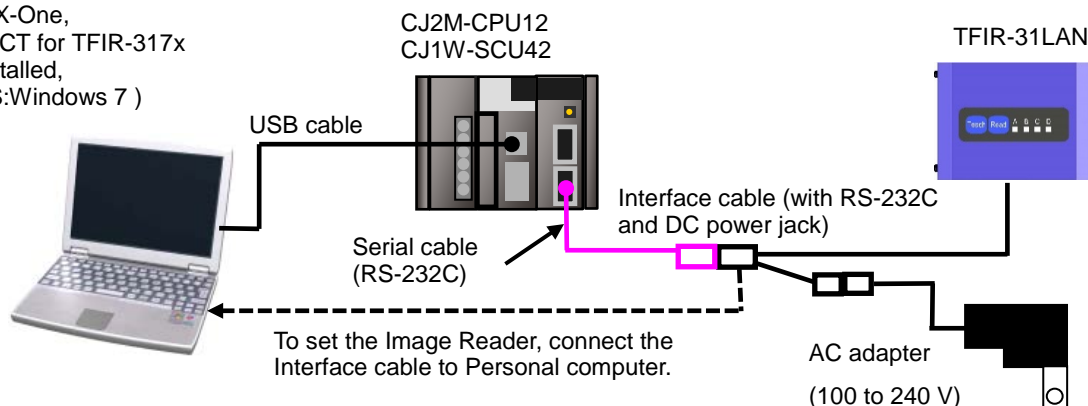 X-One,
CT for TFIR-317x
talled,
:Windows 7 )
CJ2M-CPU12
CJ1W-SCU42
TFIR-31LAN
USB cable
Teach Read A B C D
Interface cable (with RS-232C
and DC power jack)
Serial cable
(RS-232C)
To set the Image Reader, connect the
Interface cable to Personal computer.
AC adapter
(100 to 240 V)